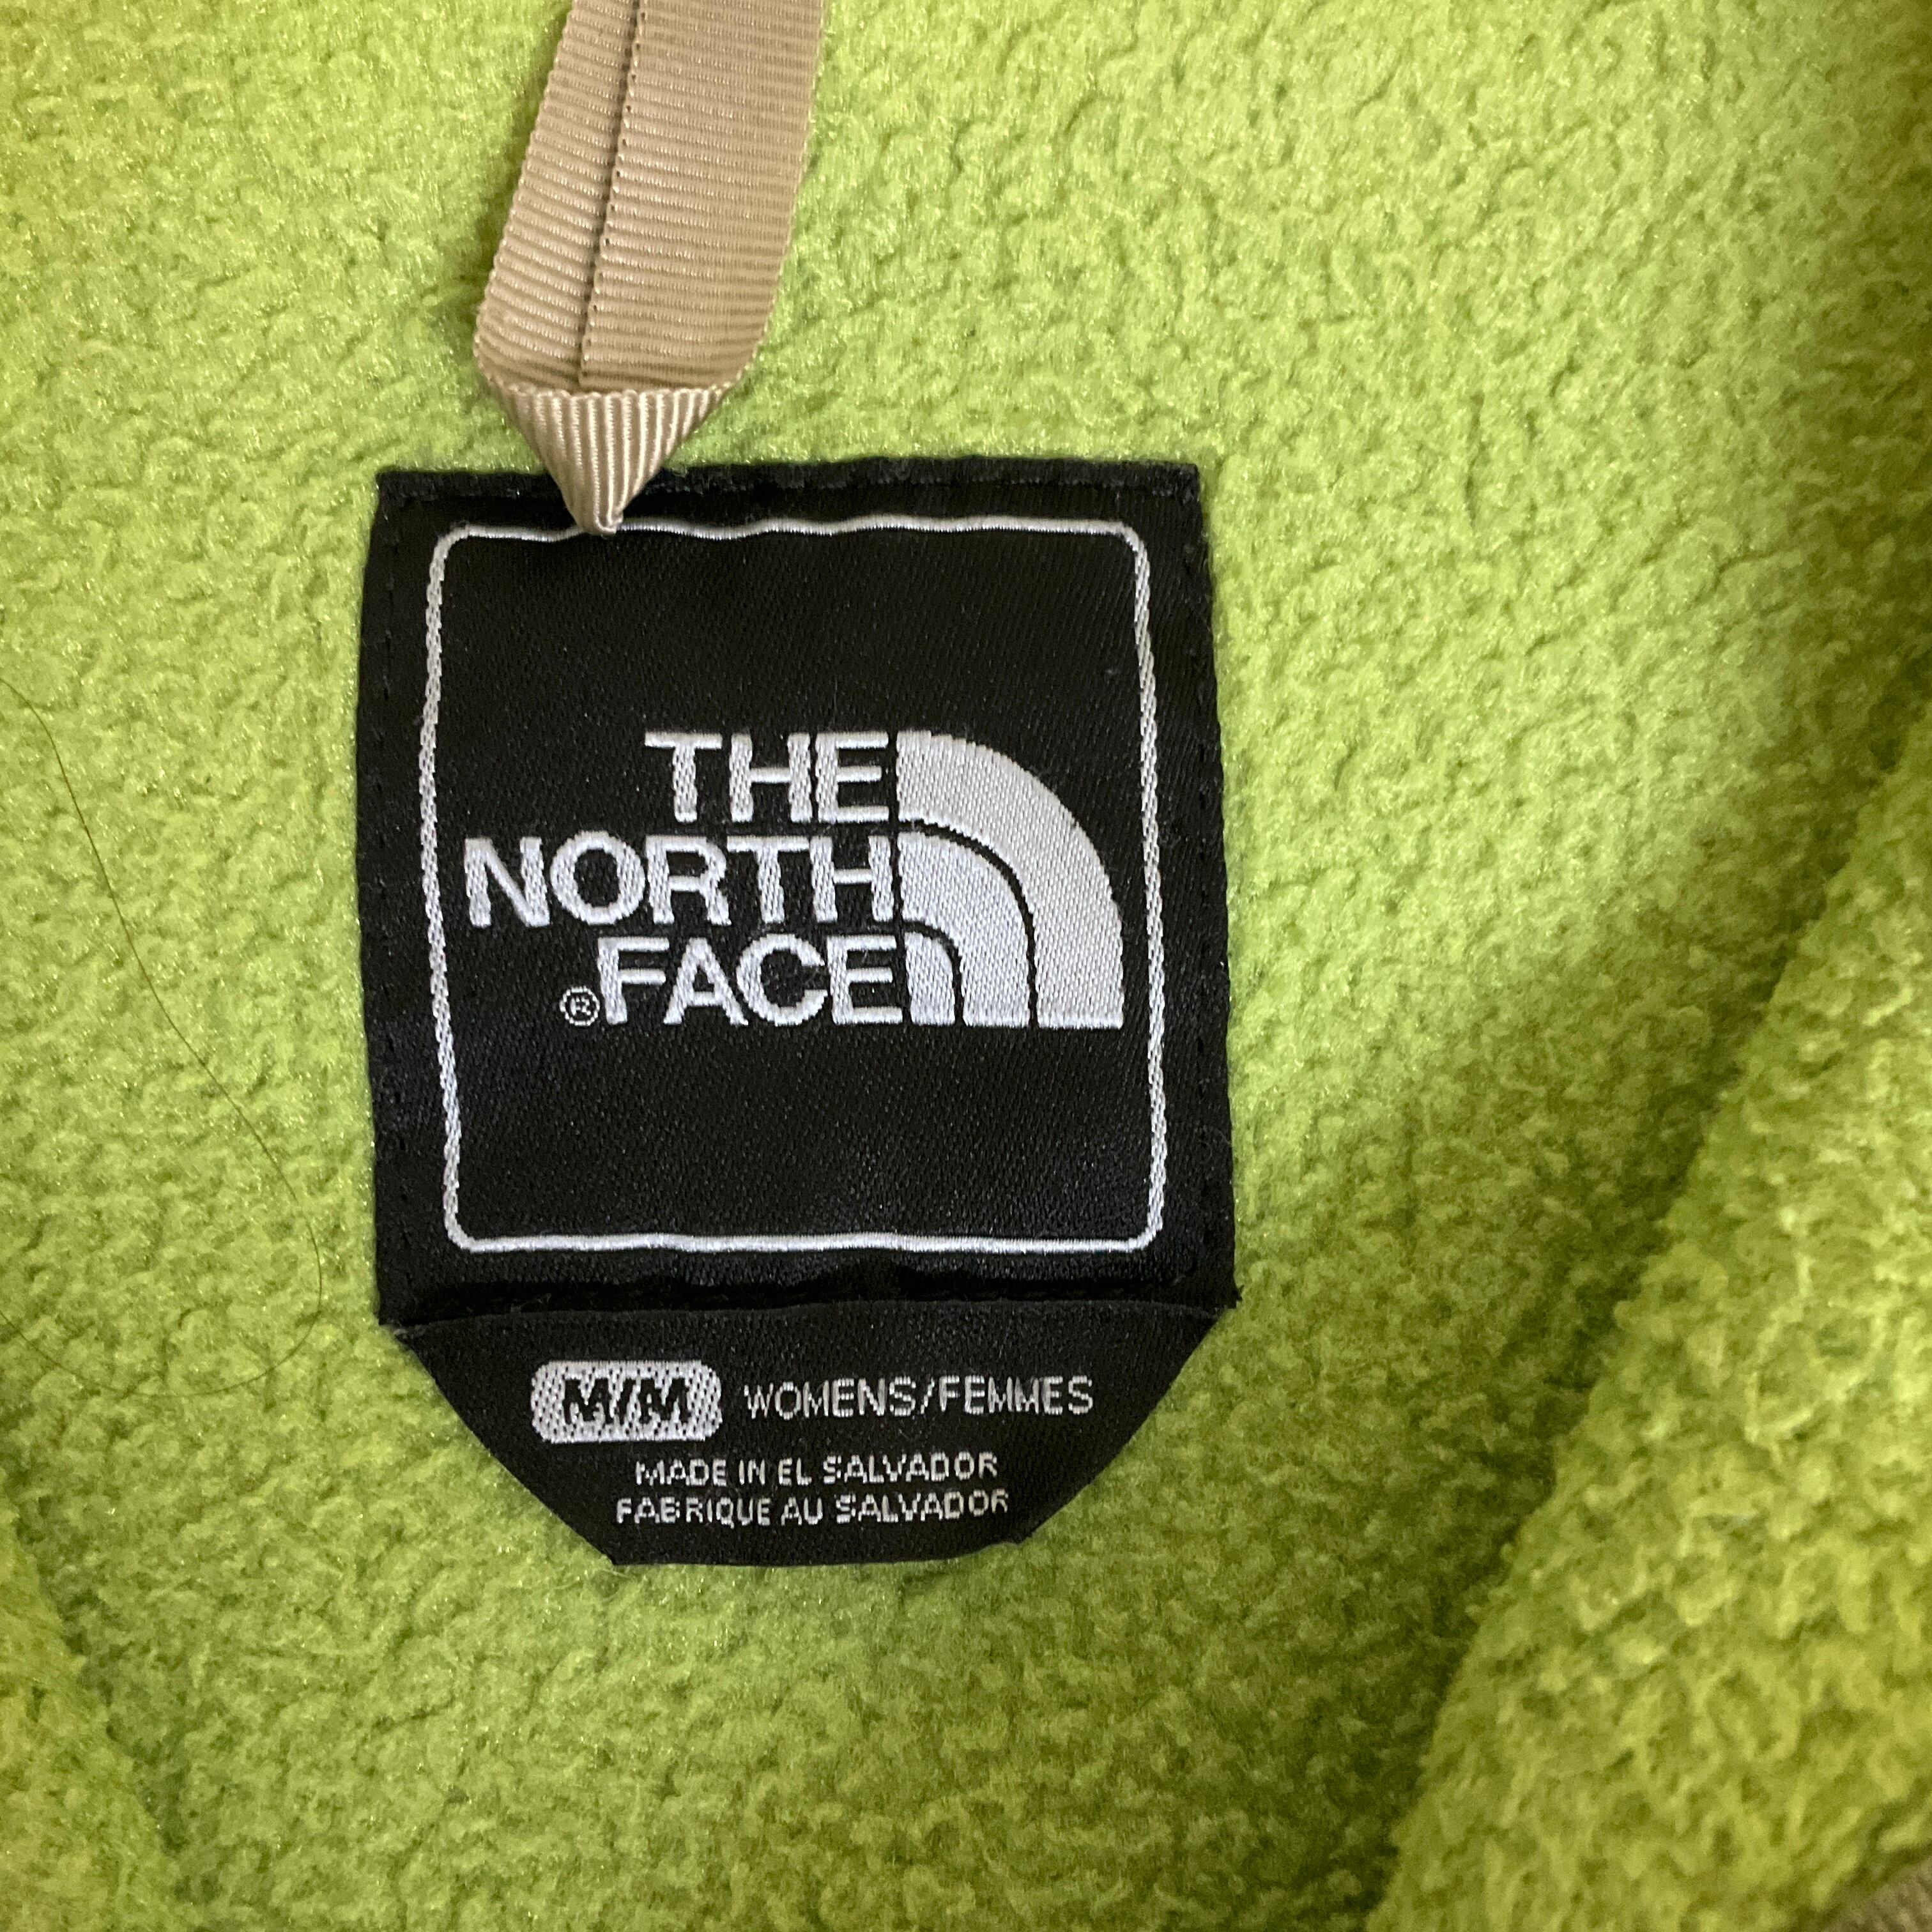 THE
NORTH
®FACE
M/M WOMENS/FEMMES
MADE IN EL SALVADOR
FABRIQUE AU SALVADOR